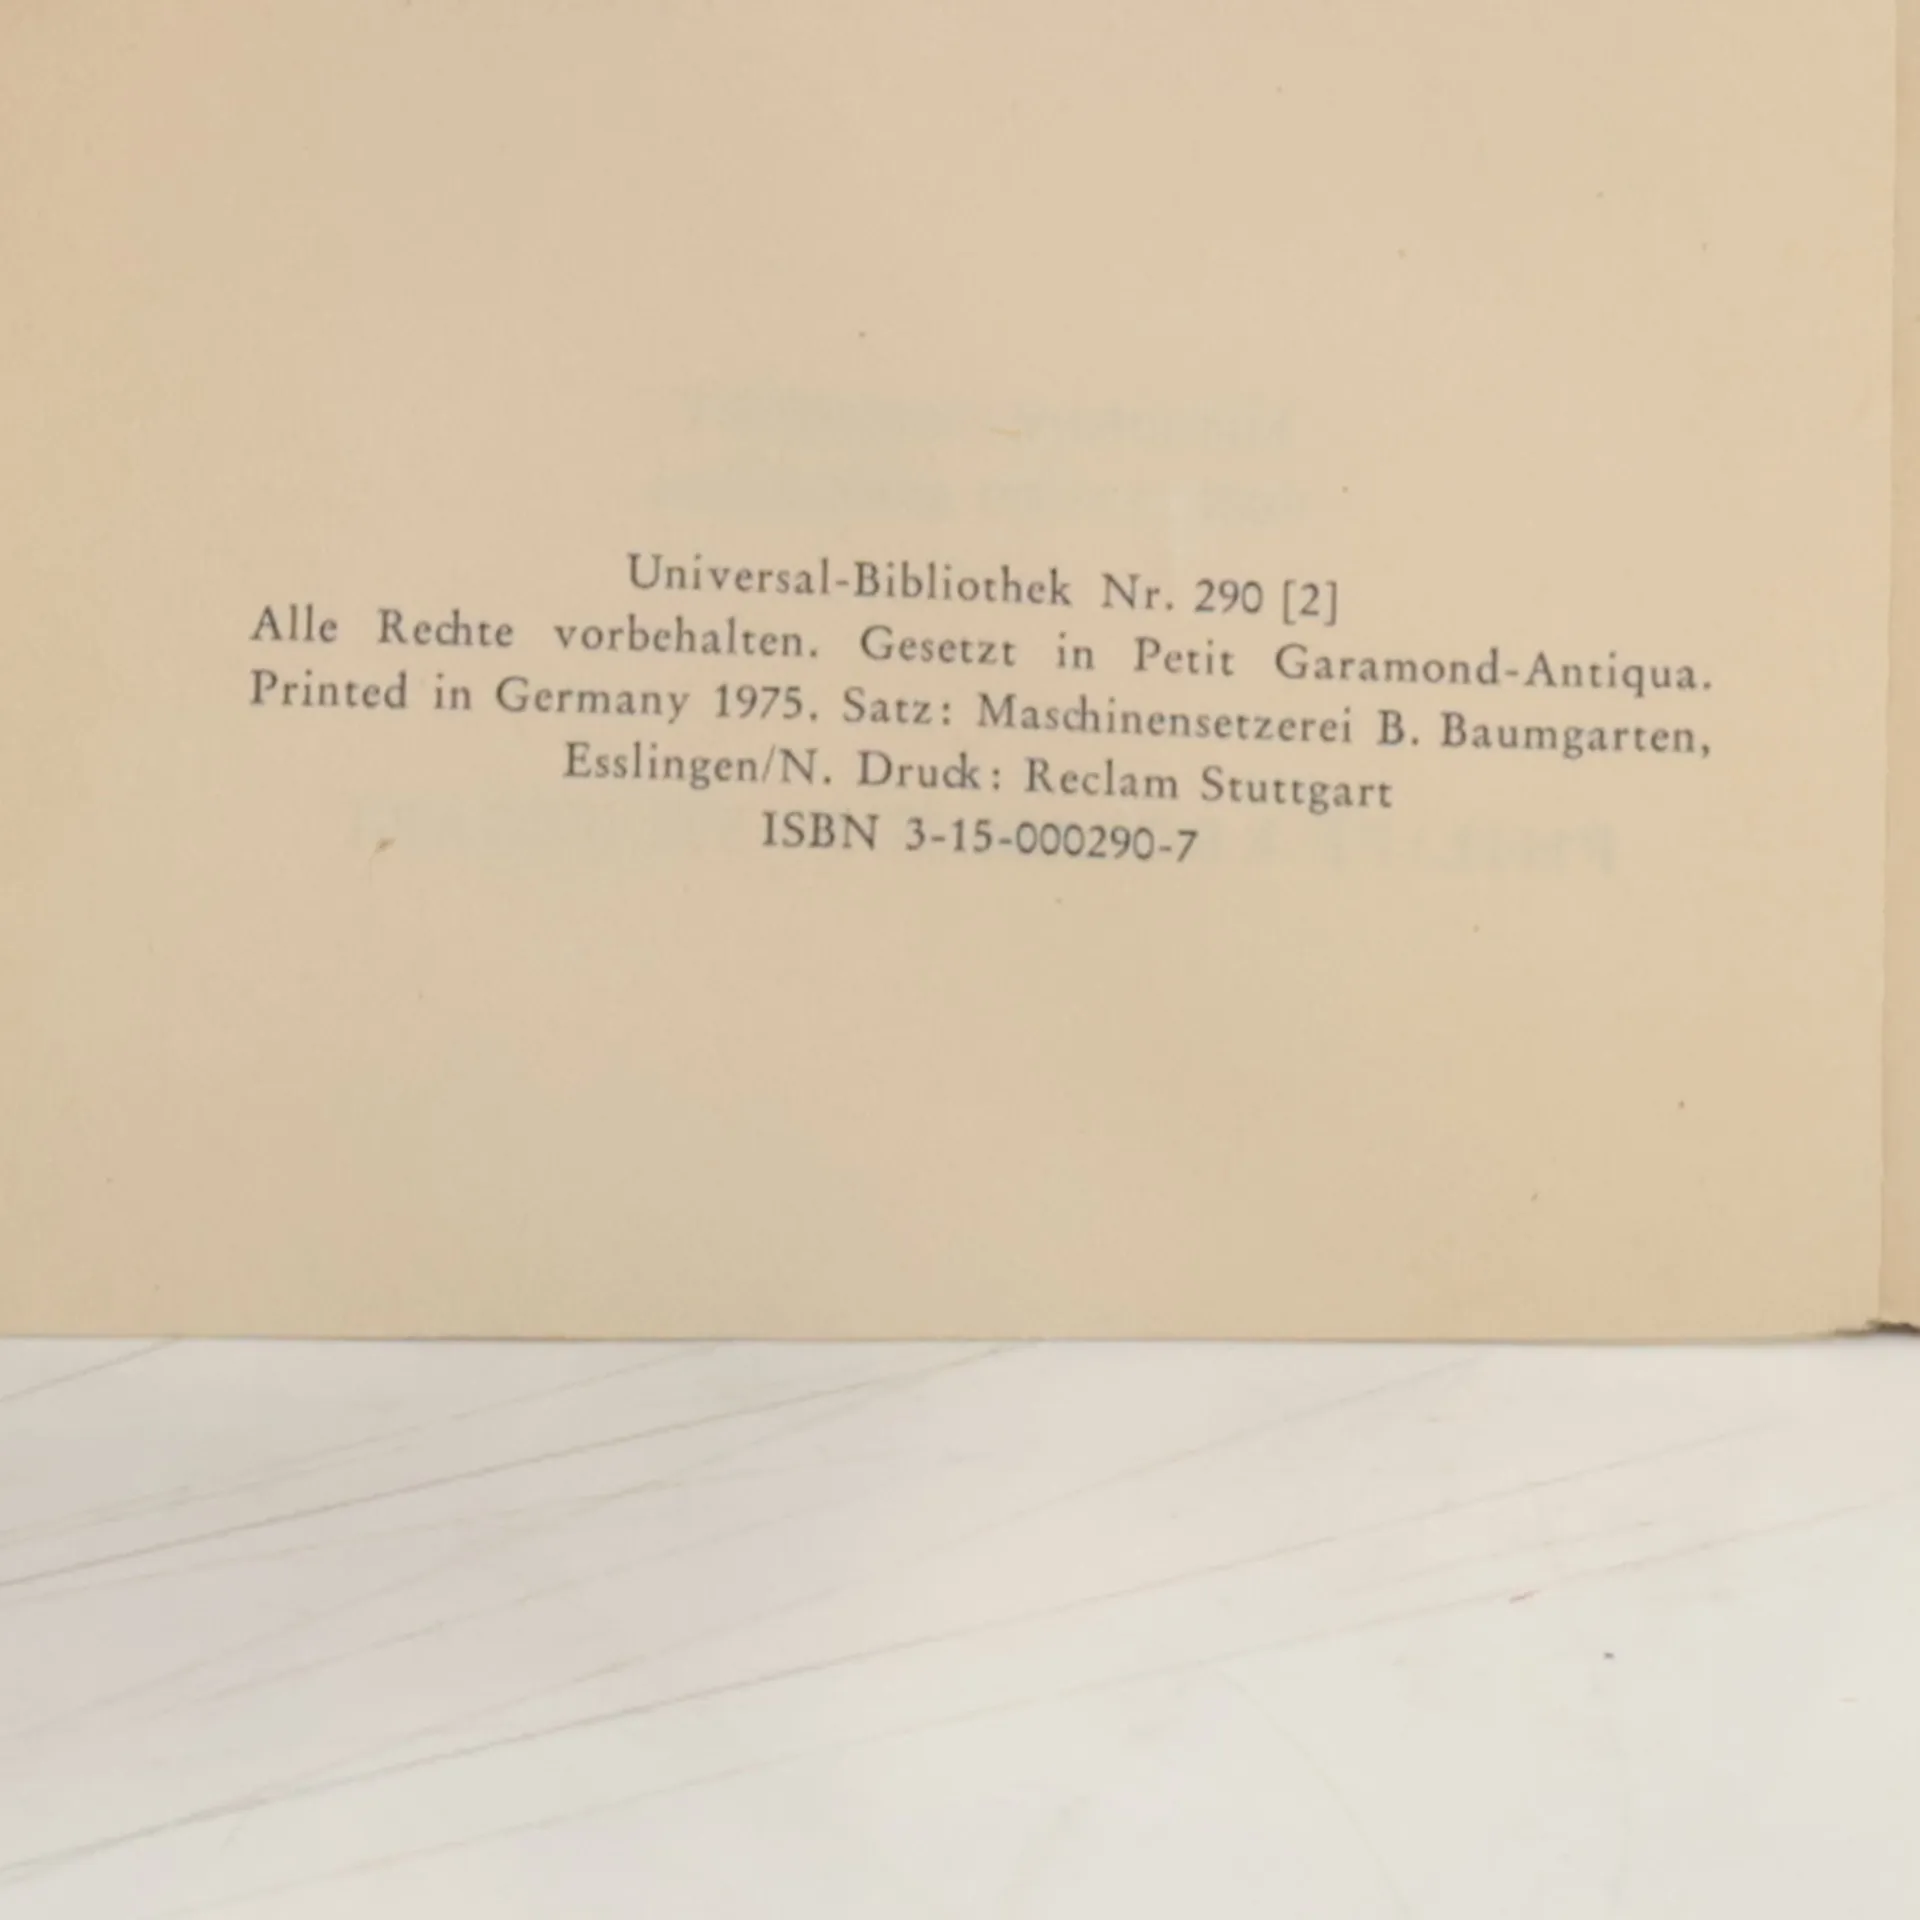 Universal-Bibliothek Nr. 290 [2]
Alle Rechte vorbehalten. Gesetzt in Petit Garamond-Antiqua.
Printed in Germany 1975. Satz: Maschinensetzerei B. Baumgarten,
Esslingen/N. Druck: Reclam Stuttgart
ISBN 3-15-000290-7